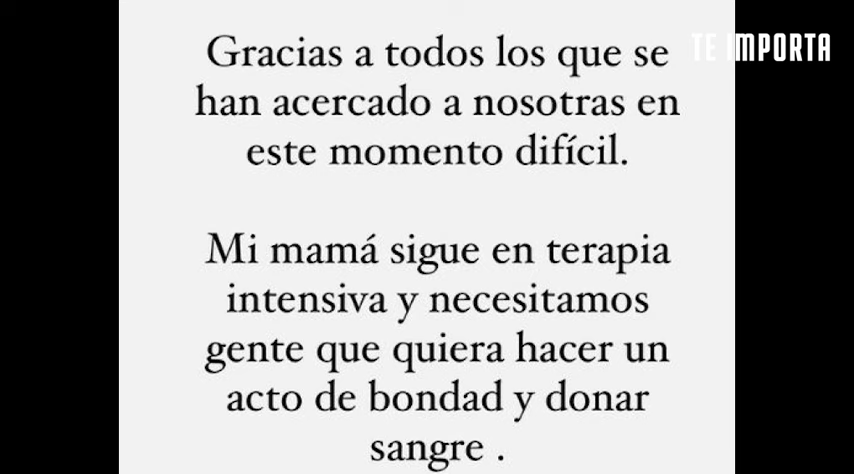 TE IMPORTA
Gracias a todos los que se
han acercado a nosotras en
este momento difícil.
Mi mamá sigue en terapia
intensiva y necesitamos
gente que quiera hacer un
acto de bondad y donar
sangre .